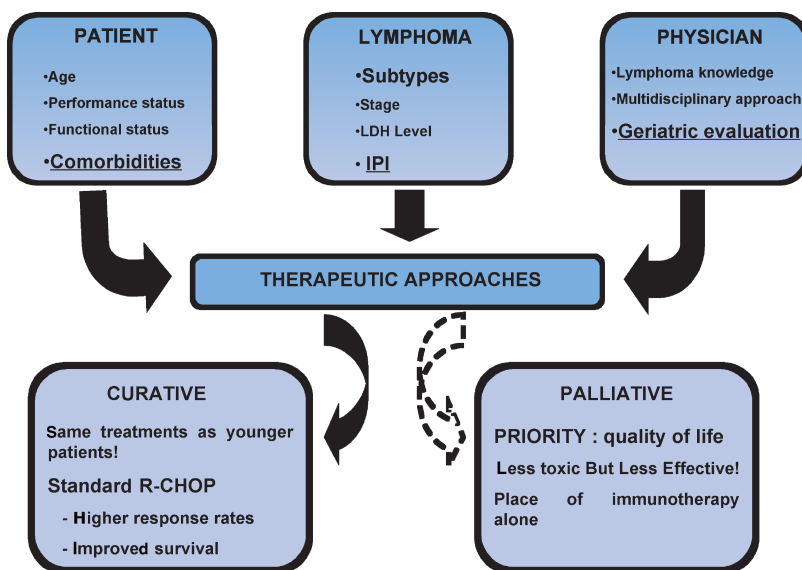 PATIENT
•Age
•Performance status
•Functional status
•Comorbidities
LYMPHOMA
•Subtypes
•Stage
•LDH Level
• IPI
PHYSICIAN
•Lymphoma knowledge
•Multidisciplinary approach
•Geriatric evaluation
THERAPEUTIC APPROACHES
CURATIVE
Same treatments as younger
patients!
Standard R-CHOP
- Higher response rates
- Improved survival
PALLIATIVE
PRIORITY : quality of life
Less toxic But Less Effective!
Place of immunotherapy
alone